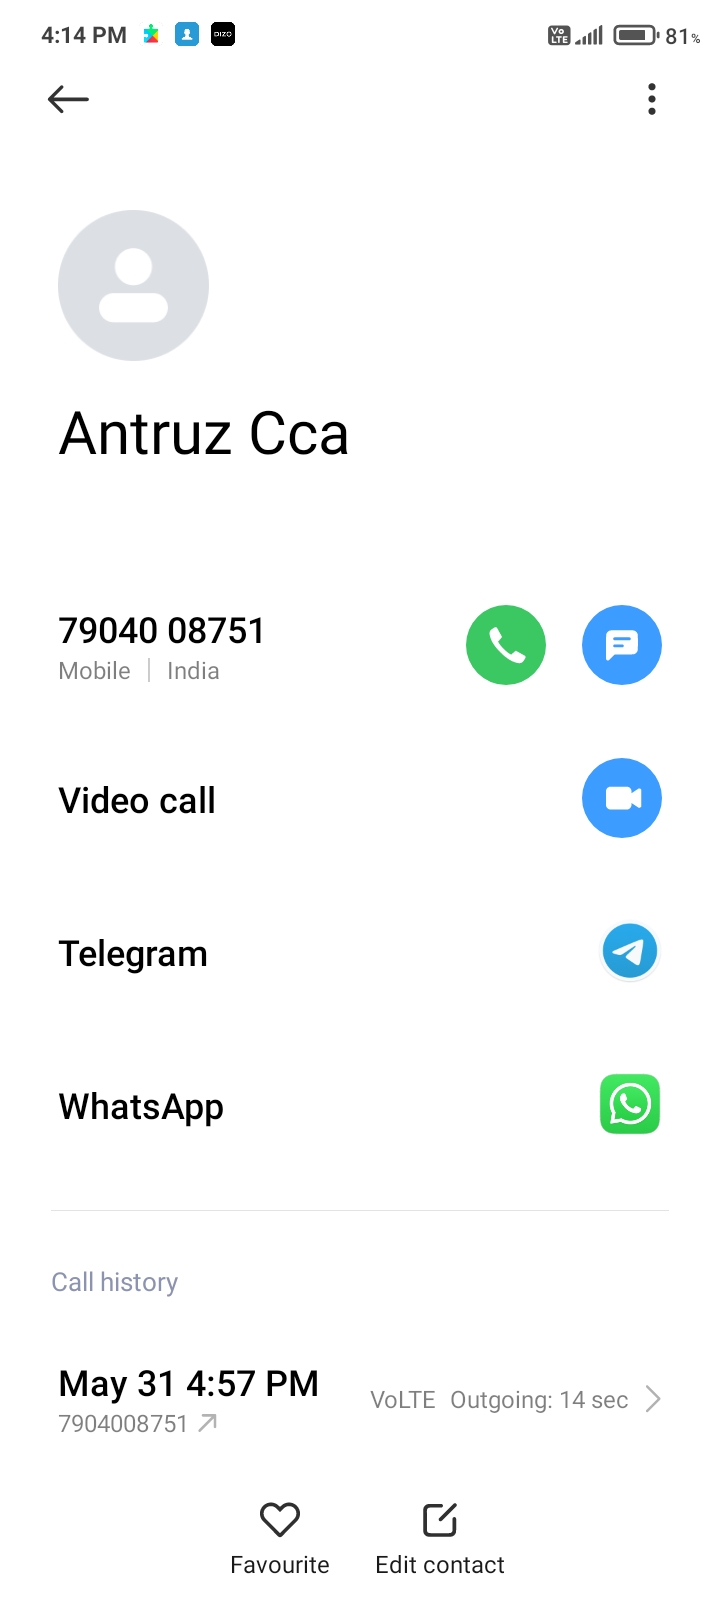 4:14 PM DIZO Vo LTE 81%
Antruz Cca
79040 08751
Mobile | India
Video call
Telegram
WhatsApp
Call history
May 31 4:57 PM
VoLTE Outgoing: 14 sec
7904008751
Favourite Edit contact